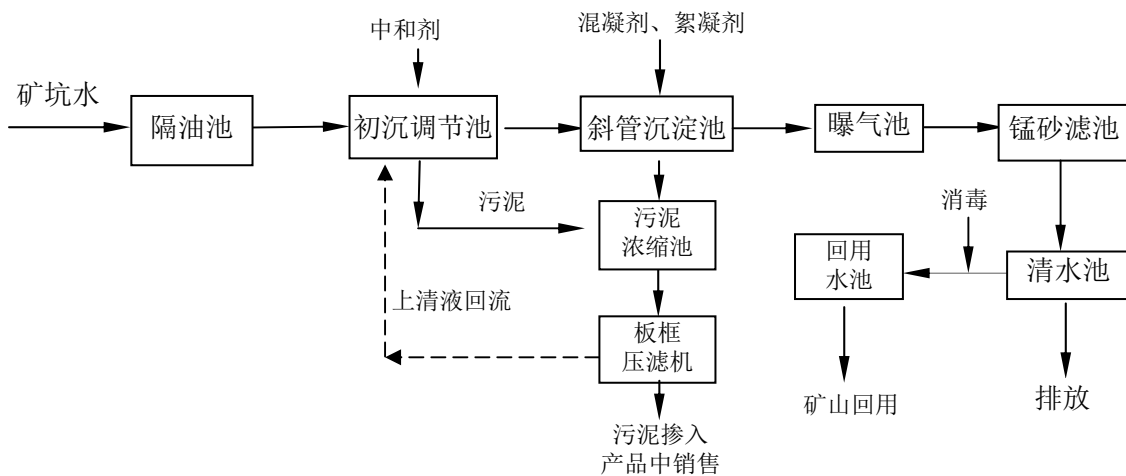 中和剂
混凝剂、絮凝剂
矿坑水
隔油池
初沉调节池
斜管沉淀池
曝气池
锰砂滤池
污泥
污泥
浓缩池
消毒
回用
水池
清水池
上清液回流
板框
压滤机
矿山回用
排放
污泥掺入
产品中销售